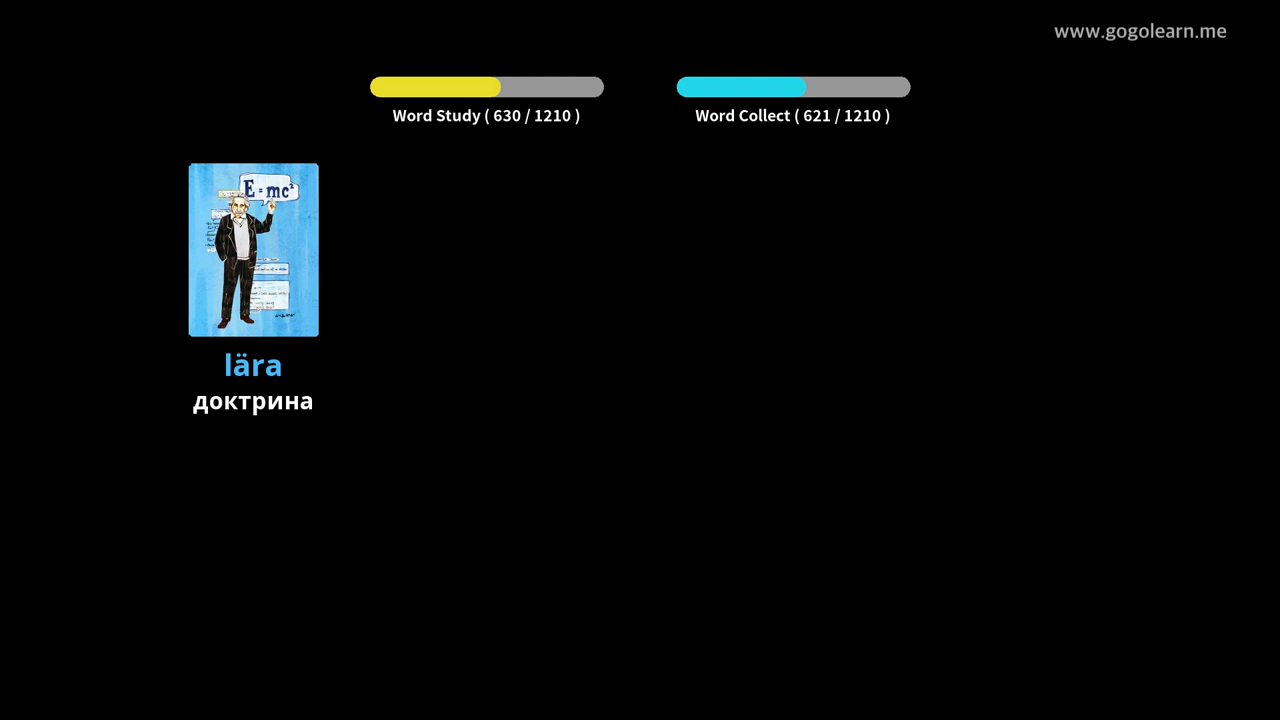 www.gogolearn.me
Word Study ( 630 / 1210 )
Word Collect ( 621 / 1210 )
E = mc²
lära
доктрина